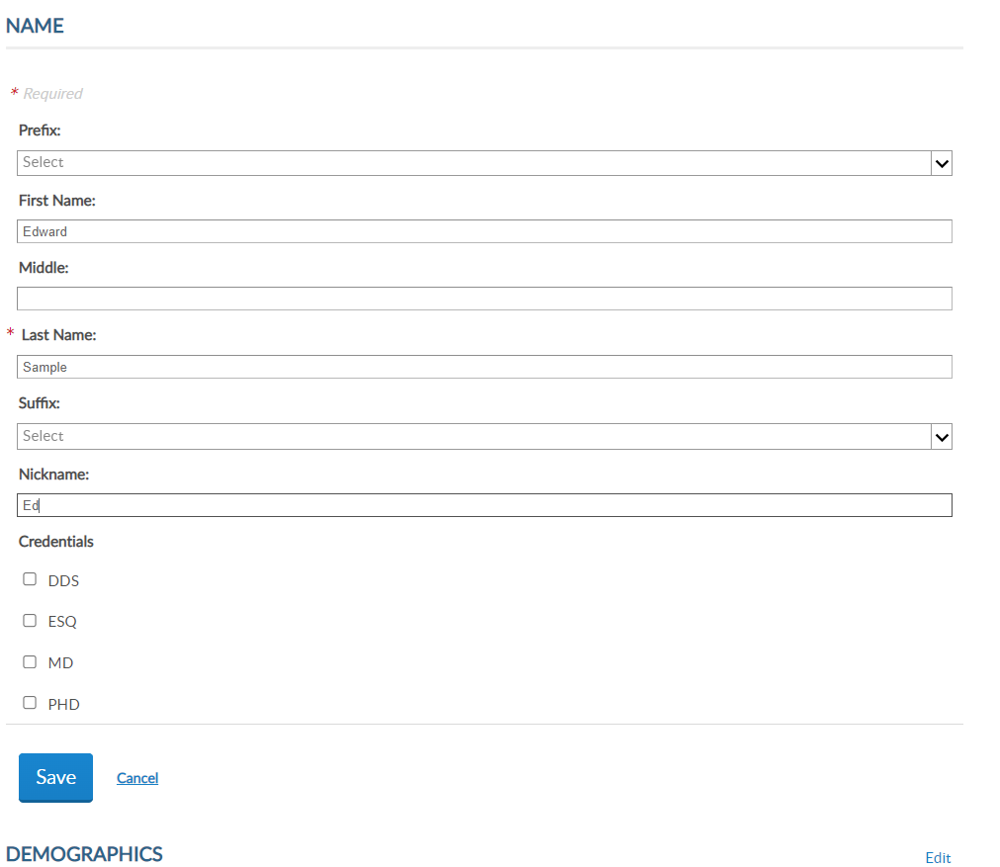 NAME
* Required
Prefix:
Select
First Name:
Edward
Middle:
* Last Name:
Sample
Suffix:
Select
Nickname:
Ed
Credentials
DDS
ESQ
MD
PHD
Save Cancel
DEMOGRAPHICS Edit